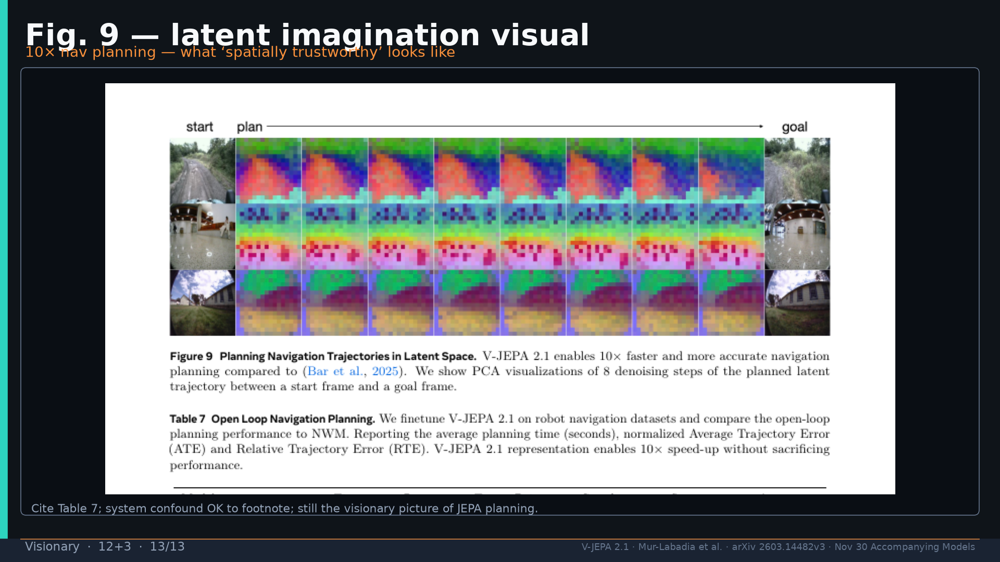 Fig. 9 — latent imagination visual
10× nav planning — what ‘spatially trustworthy’ looks like
start plan goal
Figure 9 Planning Navigation Trajectories in Latent Space. V-JEPA 2.1 enables 10× faster and more accurate navigation
planning compared to (Bar et al., 2025). We show PCA visualizations of 8 denoising steps of the planned latent
trajectory between a start frame and a goal frame.
Table 7 Open Loop Navigation Planning. We finetune V-JEPA 2.1 on robot navigation datasets and compare the open-loop
planning performance to NWM. Reporting the average planning time (seconds), normalized Average Trajectory Error
(ATE) and Relative Trajectory Error (RTE). V-JEPA 2.1 representation enables 10× speed-up without sacrificing
performance.
Cite Table 7; system confound OK to footnote; still the visionary picture of JEPA planning.
Visionary · 12+3 · 13/13
V-JEPA 2.1 · Mur-Labadia et al. · arXiv 2603.14482v3 · Nov 30 Accompanying Models